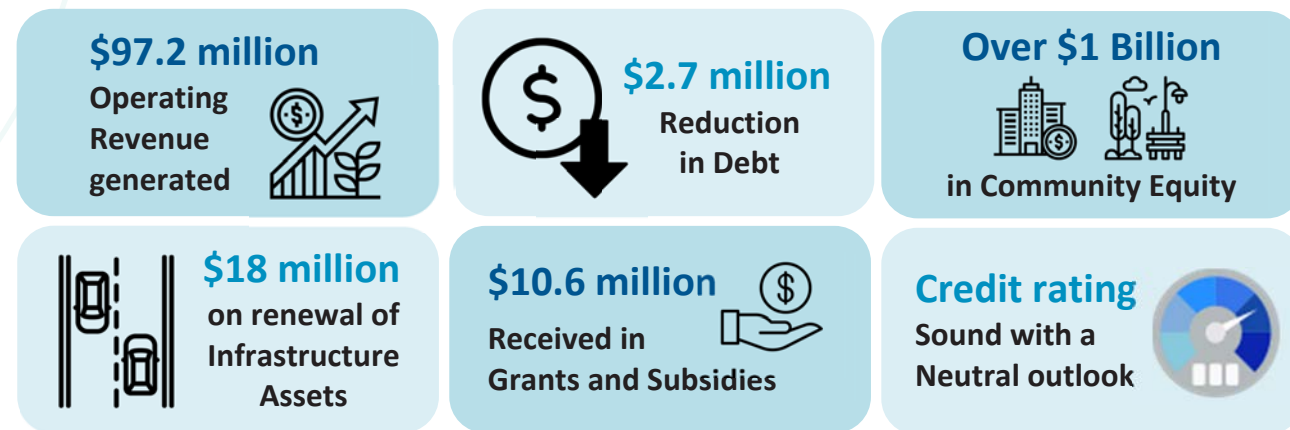 $97.2 million
Operating
Revenue
generated
$2.7 million
Reduction
in Debt
Over $1 Billion
in Community Equity
$18 million
on renewal of
Infrastructure
Assets
$10.6 million
Received in
Grants and Subsidies
Credit rating
Sound with a
Neutral outlook